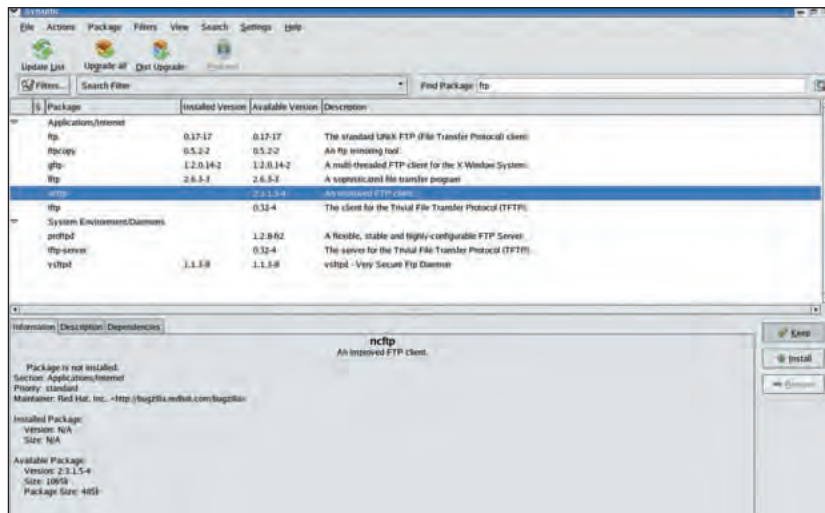 Synaptic
File Actions Package Filters View Search Settings Help
Update List Upgrade all Dist Upgrade Proceed
Filters... Search Filter Find Package ftp
S Package Installed Version Available Version Description
Applications/Internet
ftp 0.17-17 0.17-17 The standard UNIX FTP (File Transfer Protocol) client.
ftpcopy 0.5.2-2 0.5.2-2 An ftp mirroring tool
gftp 1:2.0.14-2 1:2.0.14-2 A multi-threaded FTP client for the X Window System.
lftp 2.6.3-3 2.6.3-3 A sophisticated file transfer program
ncftp 2:3.1.5-4 An improved FTP client.
tftp 0.32-4 The client for the Trivial File Transfer Protocol (TFTP).
System Environment/Daemons
proftpd A flexible, stable and highly-configurable FTP Server.
tftp-server 0.32-4 The server for the Trivial File Transfer Protocol (TFTP).
vsftpd 1.1.3-8 1.1.3-8 vsftpd - Very Secure Ftp Daemon
Information Description Dependencies
ncftp
An improved FTP client.
Package is not installed.
Section: Applications/Internet
Priority: standard
Maintainer: Red Hat, Inc. <http://bugzilla.redhat.com/bugzilla>
Installed Package:
Version: N/A
Size: N/A
Available Package:
Version: 2:3.1.5-4
Size: 1065k
Package Size: 485k
Keep
Install
Remove